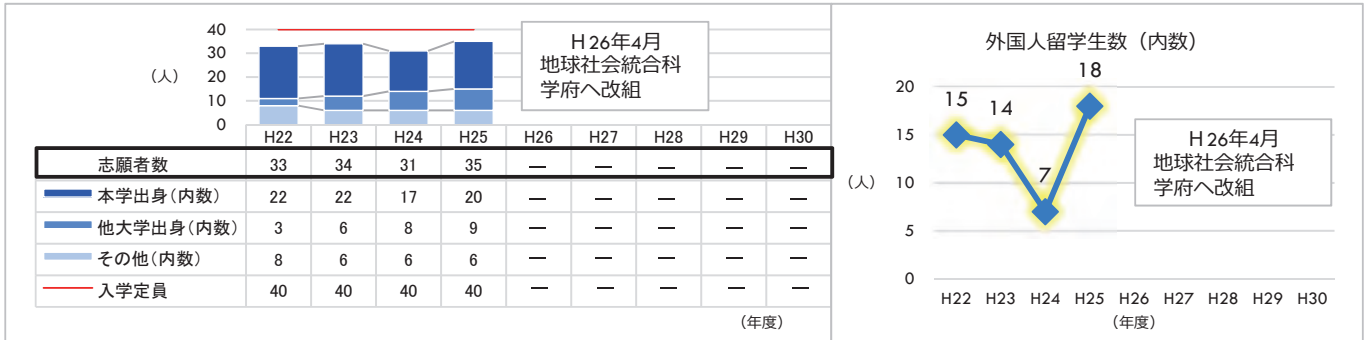 40
30
20
10
0
(人)
H26年4月
地球社会統合科
学府へ改組
H22 H23 H24 H25 H26 H27 H28 H29 H30
志願者数 33 34 31 35 — — — — —
本学出身(内数) 22 22 17 20 — — — — —
他大学出身(内数) 3 6 8 9 — — — — —
その他(内数) 8 6 6 6 — — — — —
入学定員 40 40 40 40 — — — — —
(年度)
外国人留学生数(内数)
20
15
10
5
0
(人)
15
14
7
18
H26年4月
地球社会統合科
学府へ改組
H22 H23 H24 H25 H26 H27 H28 H29 H30
(年度)